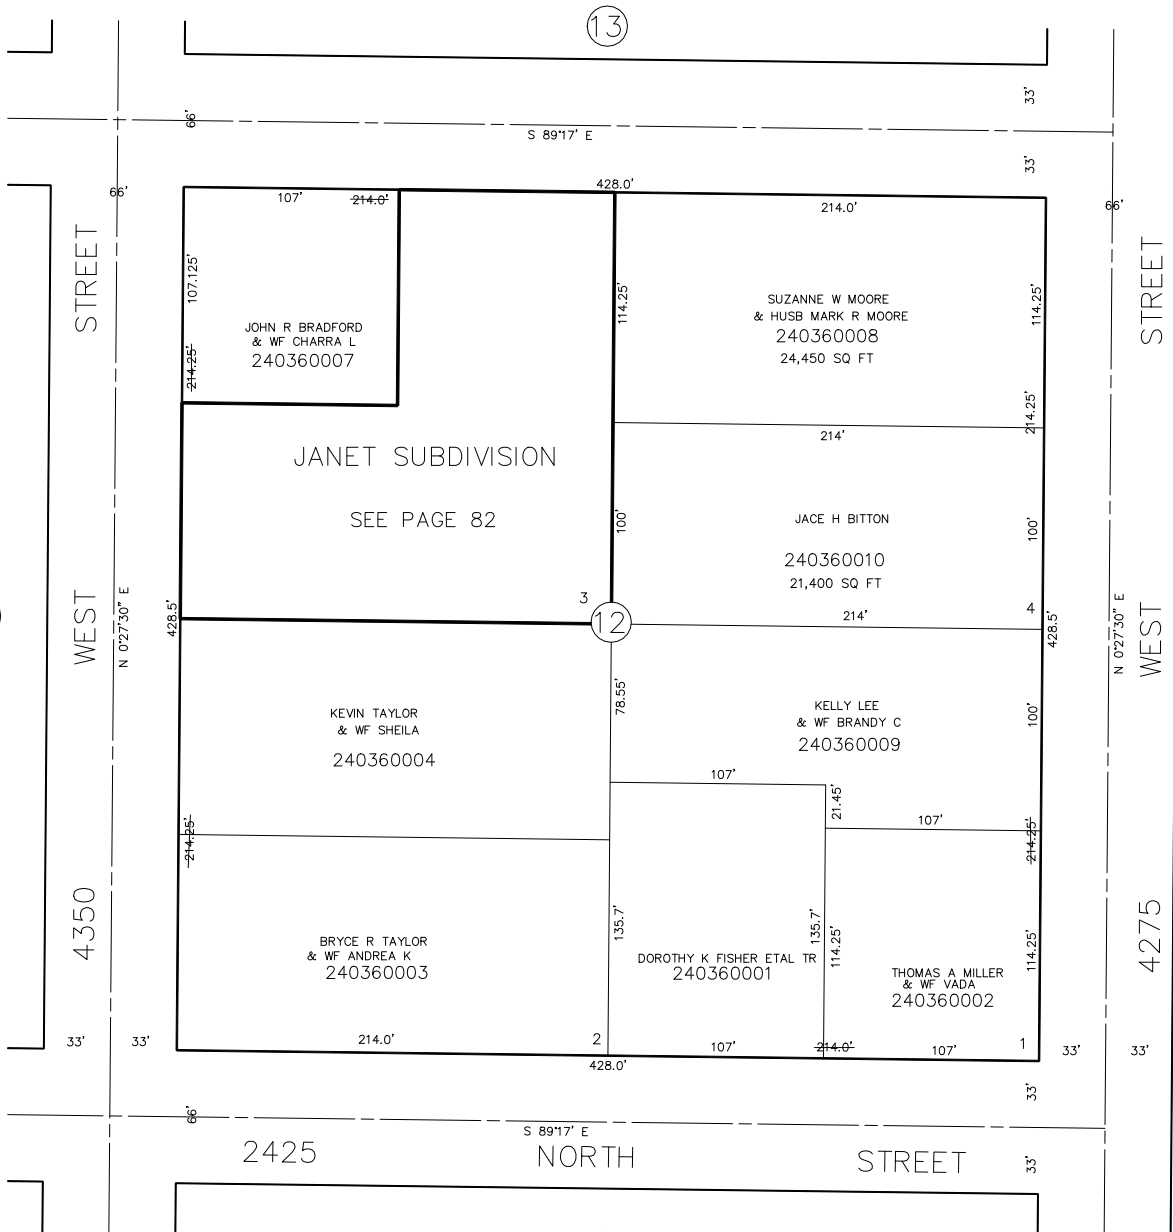 13
33'
66'
S 89°17' E
33'
66'
428.0'
66'
107'
214.0'
214.0'
STREET
STREET
107.125'
114.25'
114.25'
SUZANNE W MOORE
& HUSB MARK R MOORE
240360008
24,450 SQ FT
JOHN R BRADFORD
& WF CHARRA L
240360007
214.25'
214.25'
214'
JANET SUBDIVISION
SEE PAGE 82
100'
JACE H BITTON
100'
240360010
21,400 SQ FT
3
12
214'
4
428.5'
428.5'
WEST
N 0°27'30" E
N 0°27'30" E
WEST
78.55'
KEVIN TAYLOR
& WF SHEILA
240360004
KELLY LEE
& WF BRANDY C
240360009
100'
107'
21.45'
107'
214.25'
214.25'
4350
4275
135.7'
135.7'
114.25'
114.25'
BRYCE R TAYLOR
& WF ANDREA K
240360003
DOROTHY K FISHER ETAL TR
240360001
THOMAS A MILLER
& WF VADA
240360002
33'
33'
214.0'
2
107'
214.0'
107'
1
33'
33'
428.0'
33'
66'
S 89°17' E
2425
NORTH
STREET
33'